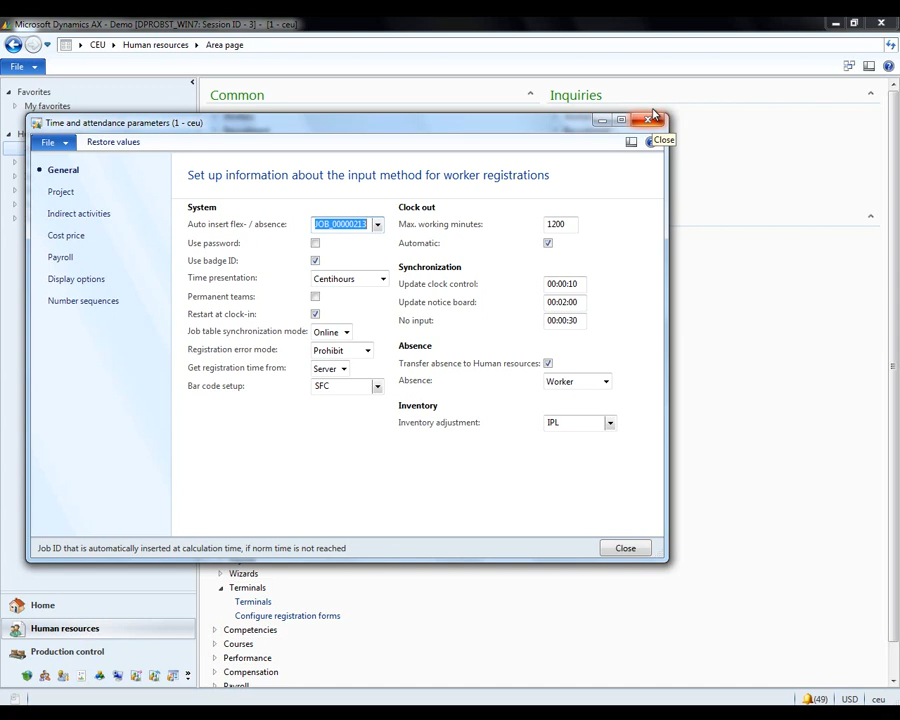 Microsoft Dynamics AX - Demo [DPROBST_WIN7: Session ID - 3] - [1 - ceu]
CEU Human resources Area page
File
Favorites
My favorites
Common
Inquiries
Time and attendance parameters (1 - ceu)
Close
File Restore values
General
Project
Indirect activities
Cost price
Payroll
Display options
Number sequences
Set up information about the input method for worker registrations
System
Auto insert flex- / absence: JOB_00000213
Use password:
Use badge ID:
Time presentation: Centihours
Permanent teams:
Restart at clock-in:
Job table synchronization mode: Online
Registration error mode: Prohibit
Get registration time from: Server
Bar code setup: SFC
Clock out
Max. working minutes: 1200
Automatic:
Synchronization
Update clock control: 00:00:10
Update notice board: 00:02:00
No input: 00:00:30
Absence
Transfer absence to Human resources:
Absence: Worker
Inventory
Inventory adjustment: IPL
Job ID that is automatically inserted at calculation time, if norm time is not reached
Close
Wizards
Terminals
Terminals
Configure registration forms
Competencies
Courses
Performance
Compensation
Payroll
Home
Human resources
Production control
(49) USD ceu